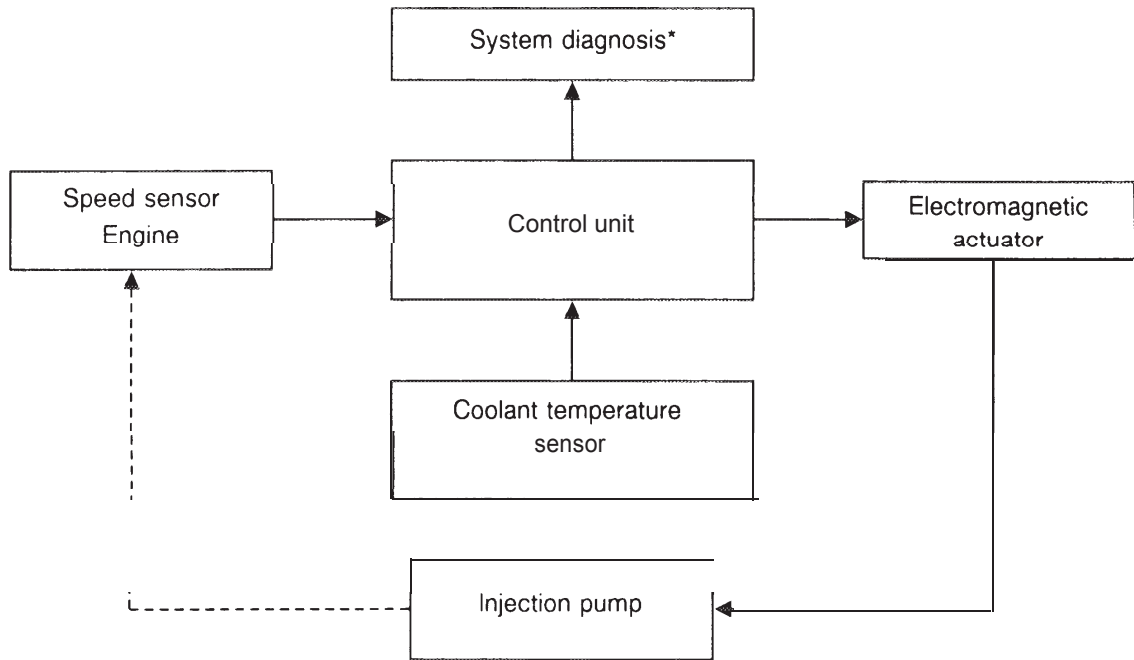 System diagnosis*
Speed sensor
Engine
Control unit
Electromagnetic
actuator
Coolant temperature
sensor
Injection pump